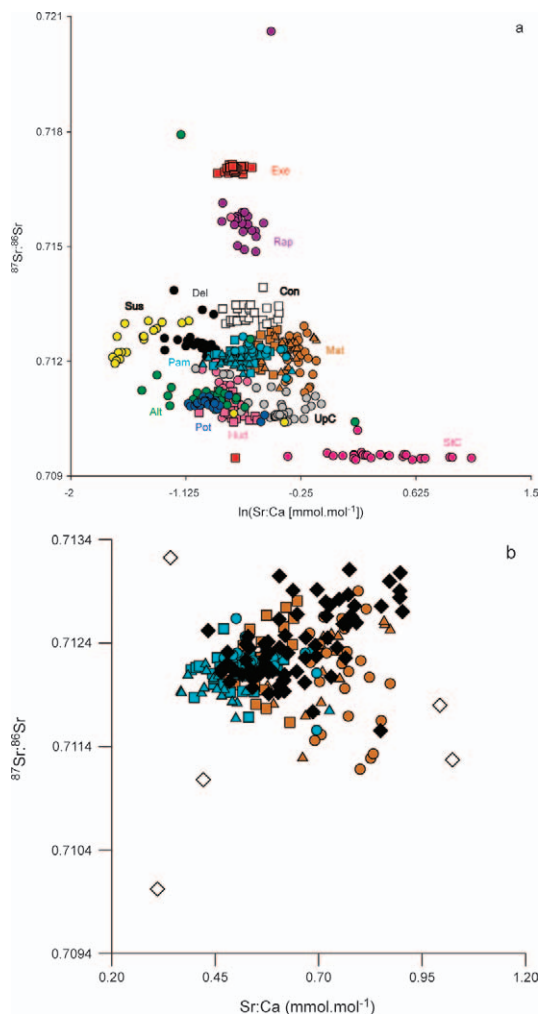 0.721
a
0.718
Exe
0.715
Rap
⁸⁷Sr:⁸⁶Sr
Con
Del
Sus
0.712
Mat
Pam
Alt
UpC
Pot
Hud
StC
0.709
-2
-1.125
-0.25
0.625
1.5
ln(Sr:Ca [mmol.mol⁻¹])
0.7134
b
0.7124
⁸⁷Sr:⁸⁶Sr
0.7114
0.7104
0.7094
0.20
0.45
0.70
0.95
1.20
Sr:Ca (mmol.mol⁻¹)